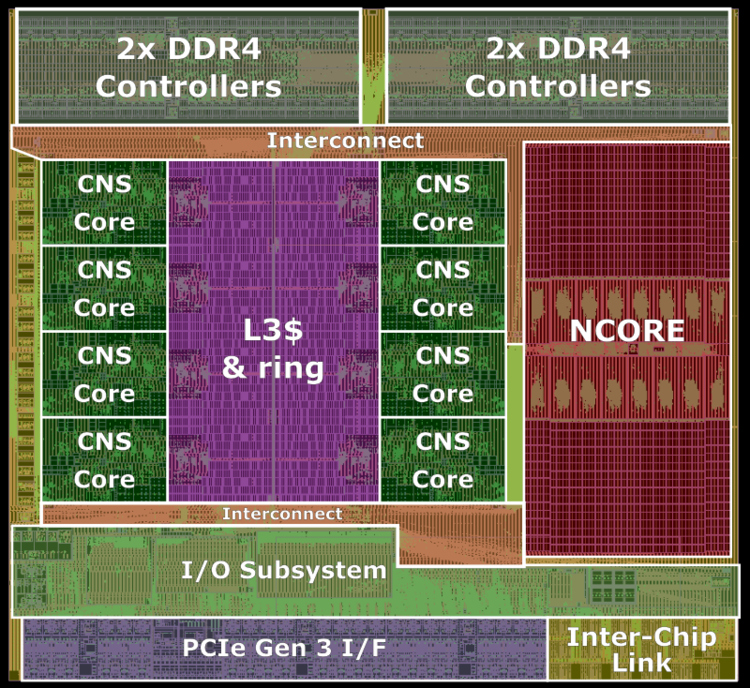 2x DDR4
Controllers
2x DDR4
Controllers
Interconnect
CNS
Core
CNS
Core
CNS
Core
CNS
Core
L3$
& ring
CNS
Core
CNS
Core
CNS
Core
CNS
Core
NCORE
Interconnect
I/O Subsystem
PCIe Gen 3 I/F
Inter-Chip
Link